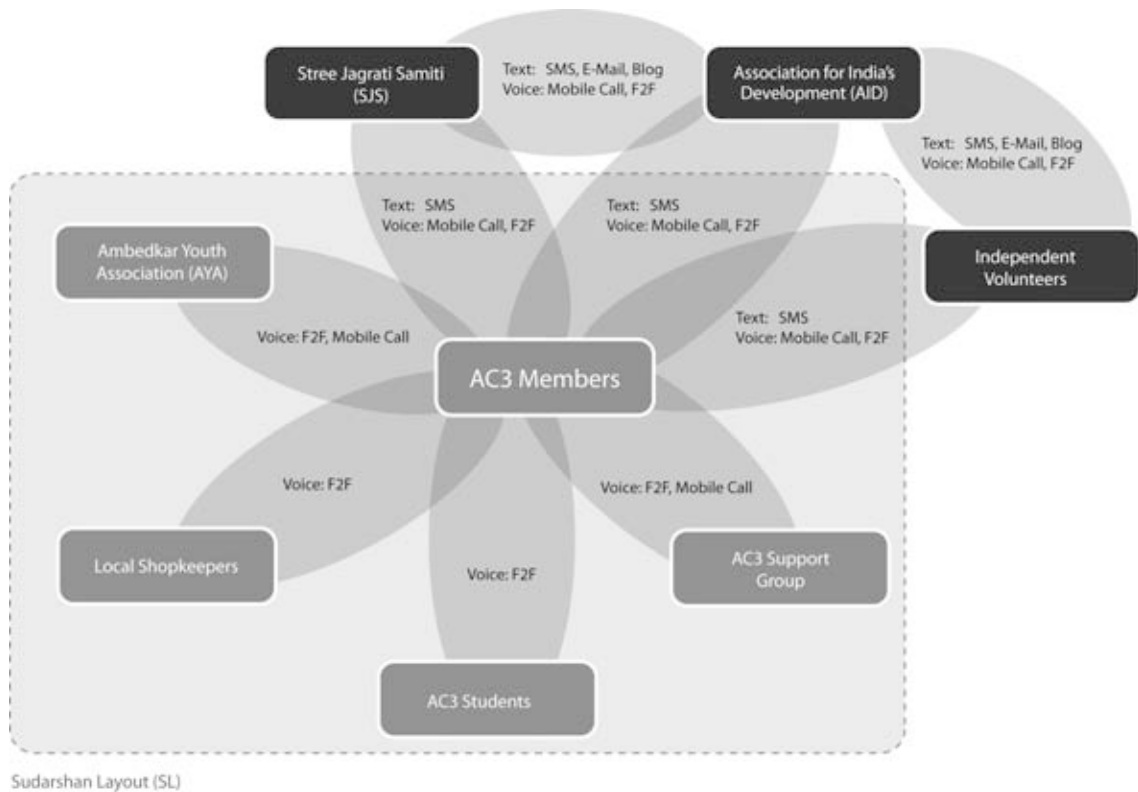 Stree Jagrati Samiti
(SJS)
Text: SMS, E-Mail, Blog
Voice: Mobile Call, F2F
Association for India's
Development (AID)
Text: SMS, E-Mail, Blog
Voice: Mobile Call, F2F
Text: SMS
Voice: Mobile Call, F2F
Text: SMS
Voice: Mobile Call, F2F
Ambedkar Youth
Association (AYA)
Independent
Volunteers
Voice: F2F, Mobile Call
Text: SMS
Voice: Mobile Call, F2F
AC3 Members
Voice: F2F
Voice: F2F, Mobile Call
Local Shopkeepers
Voice: F2F
AC3 Support
Group
AC3 Students
Sudarshan Layout (SL)